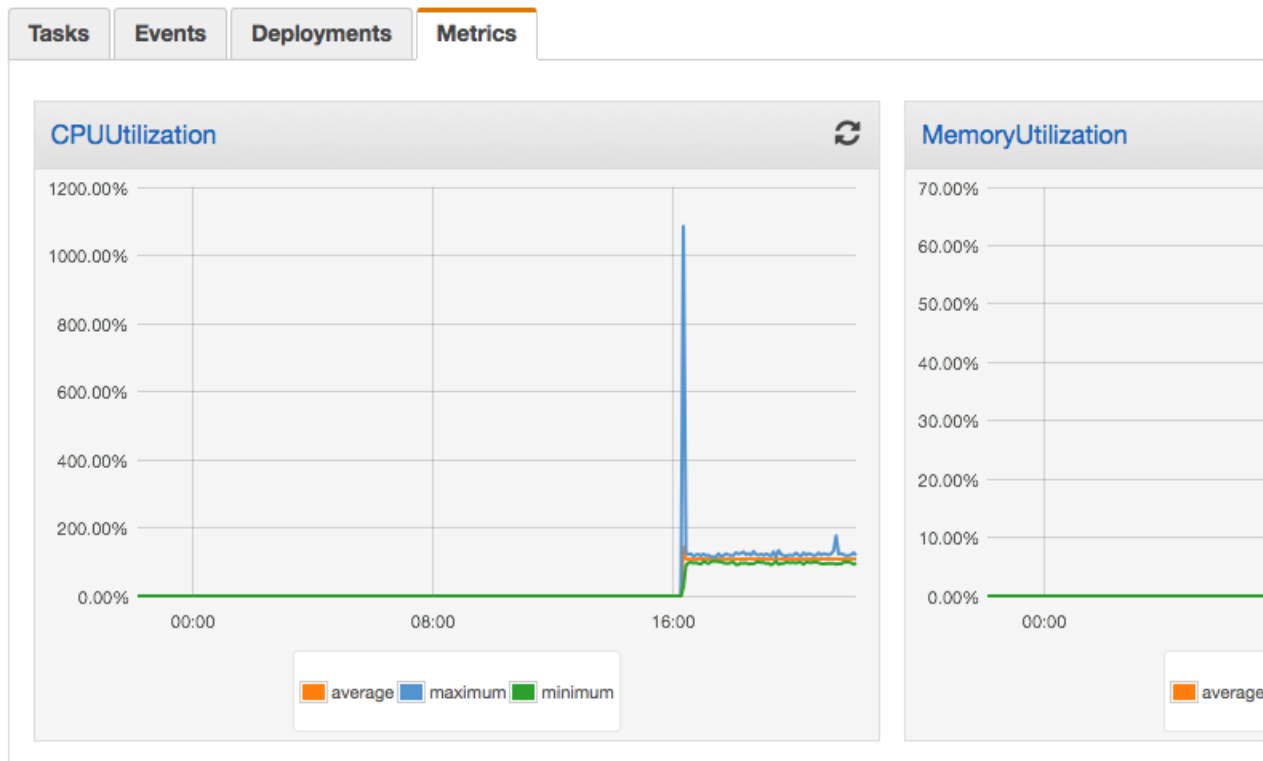 Tasks Events Deployments Metrics
CPUUtilization
1200.00%
1000.00%
800.00%
600.00%
400.00%
200.00%
0.00%
00:00 08:00 16:00
average maximum minimum
MemoryUtilization
70.00%
60.00%
50.00%
40.00%
30.00%
20.00%
10.00%
0.00%
00:00
average